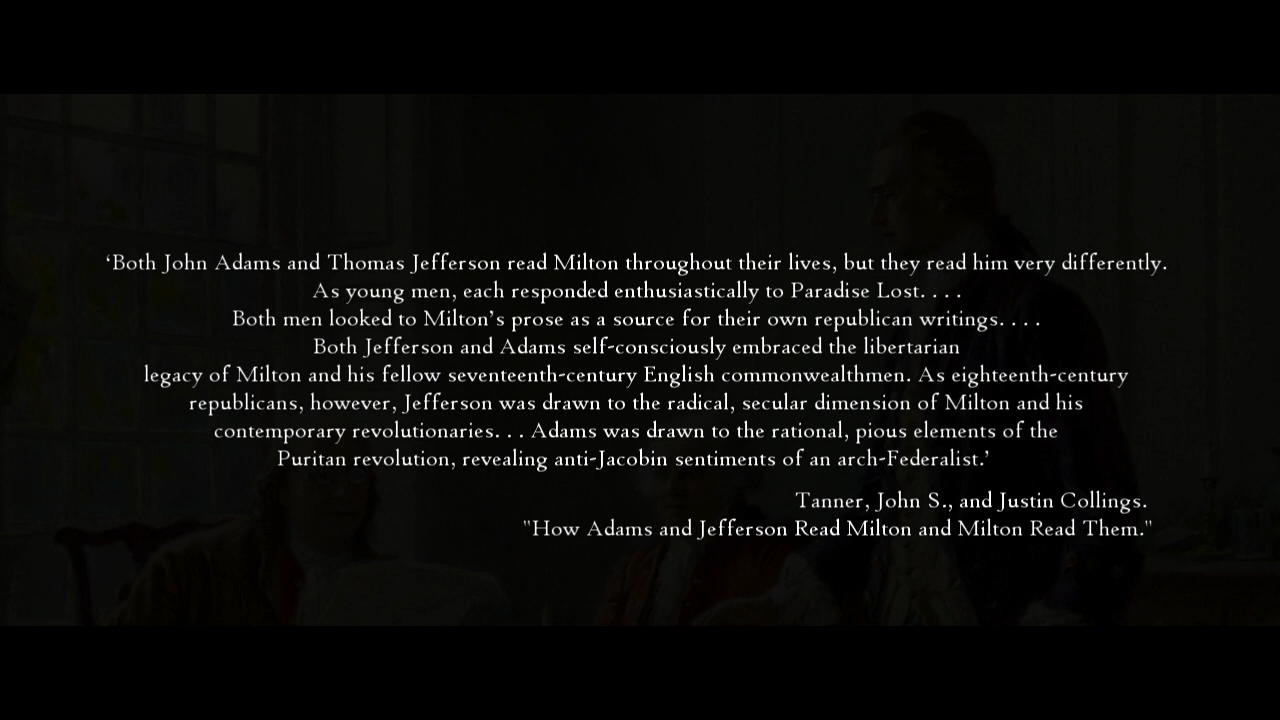 ‘Both John Adams and Thomas Jefferson read Milton throughout their lives, but they read him very differently.
As young men, each responded enthusiastically to Paradise Lost. . . .
Both men looked to Milton’s prose as a source for their own republican writings. . . .
Both Jefferson and Adams self-consciously embraced the libertarian
legacy of Milton and his fellow seventeenth-century English commonwealthmen. As eighteenth-century
republicans, however, Jefferson was drawn to the radical, secular dimension of Milton and his
contemporary revolutionaries. . . Adams was drawn to the rational, pious elements of the
Puritan revolution, revealing anti-Jacobin sentiments of an arch-Federalist.’
Tanner, John S., and Justin Collings.
"How Adams and Jefferson Read Milton and Milton Read Them."